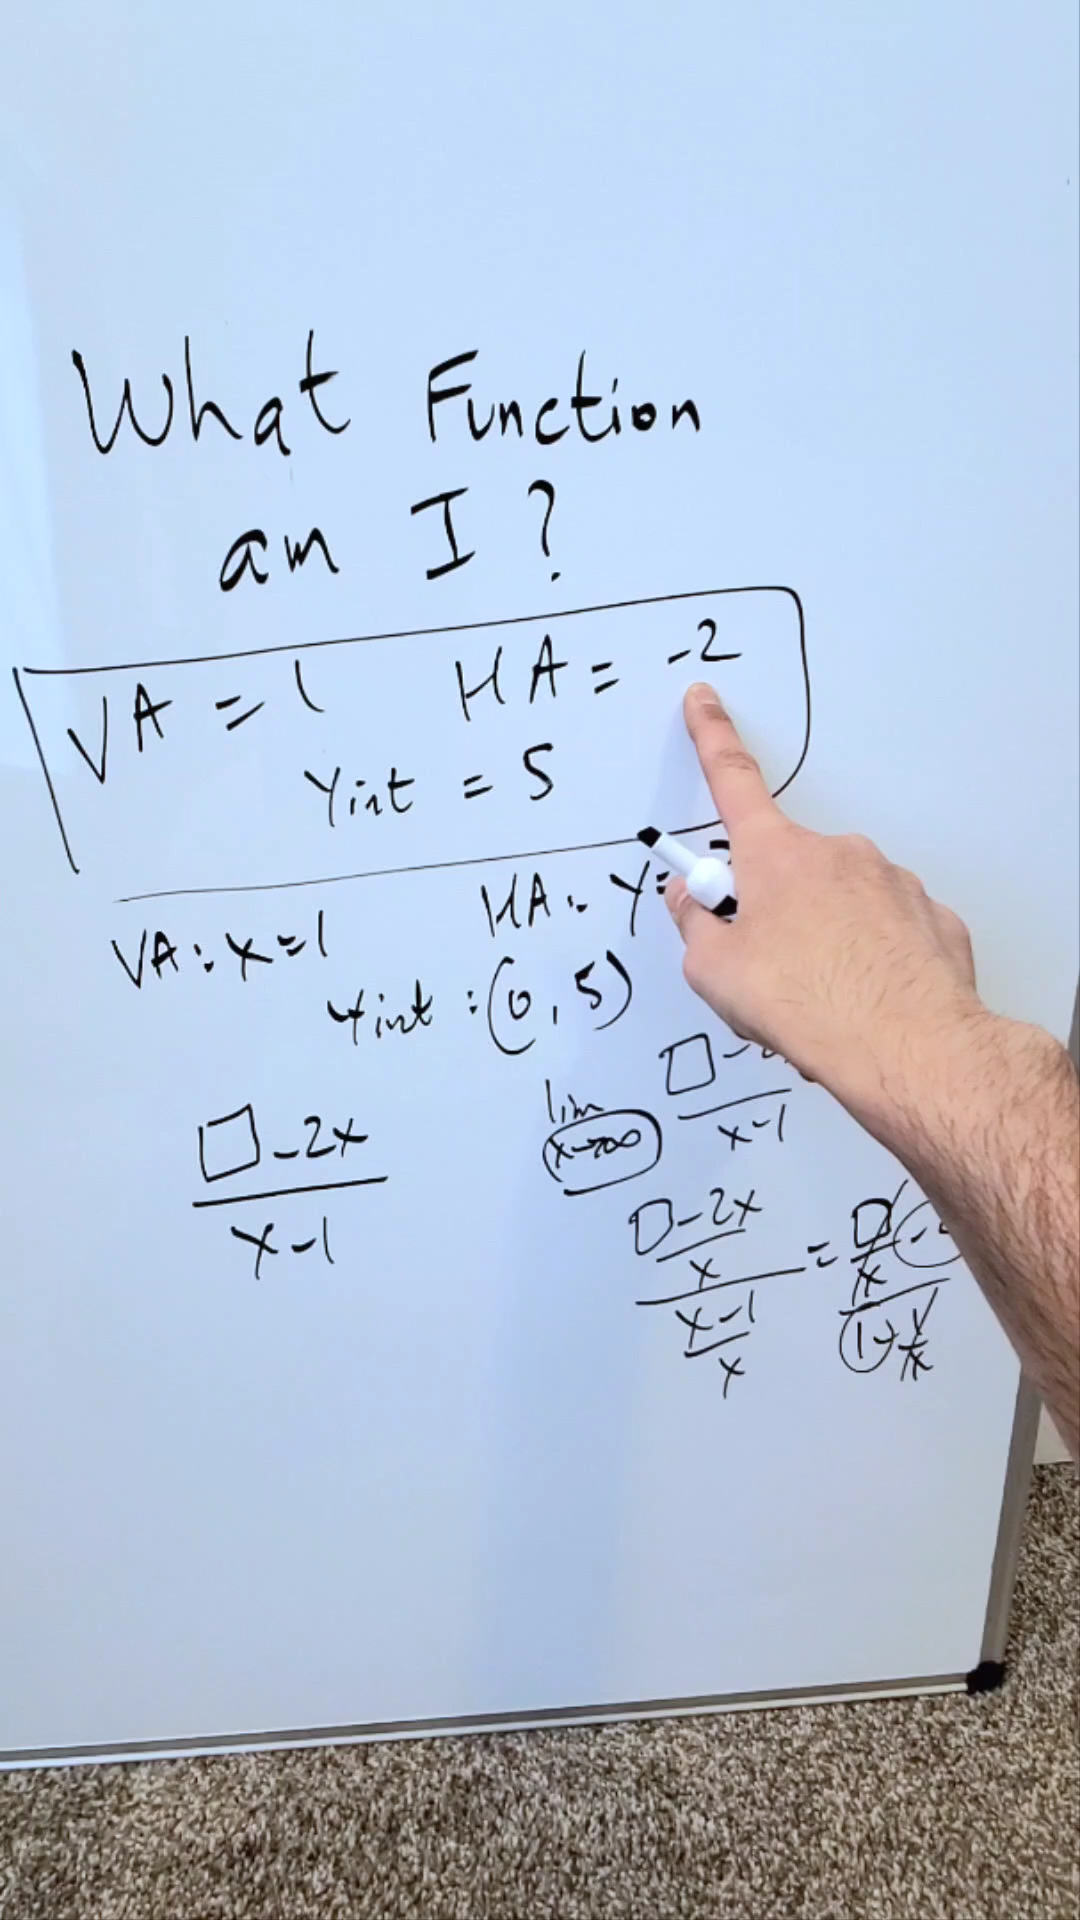 What Function
am I?
VA = 1 HA = -2
Yint = 5
VA: x=1 HA: y=
Yint : (0, 5)
□-2x
x-1
lim
x→∞
□-
x-1
□-2x
x
x-1
x
=
□
x
-
1
x